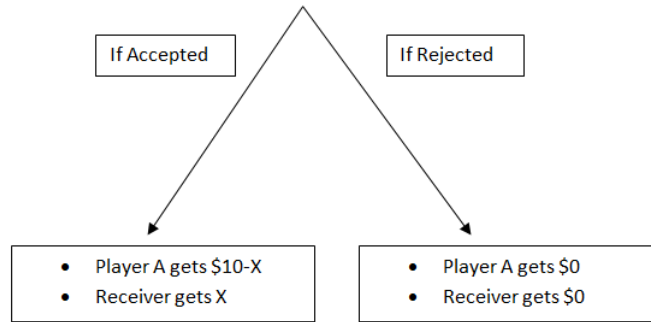 If Accepted
If Rejected
• Player A gets $10-X
• Receiver gets X
• Player A gets $0
• Receiver gets $0